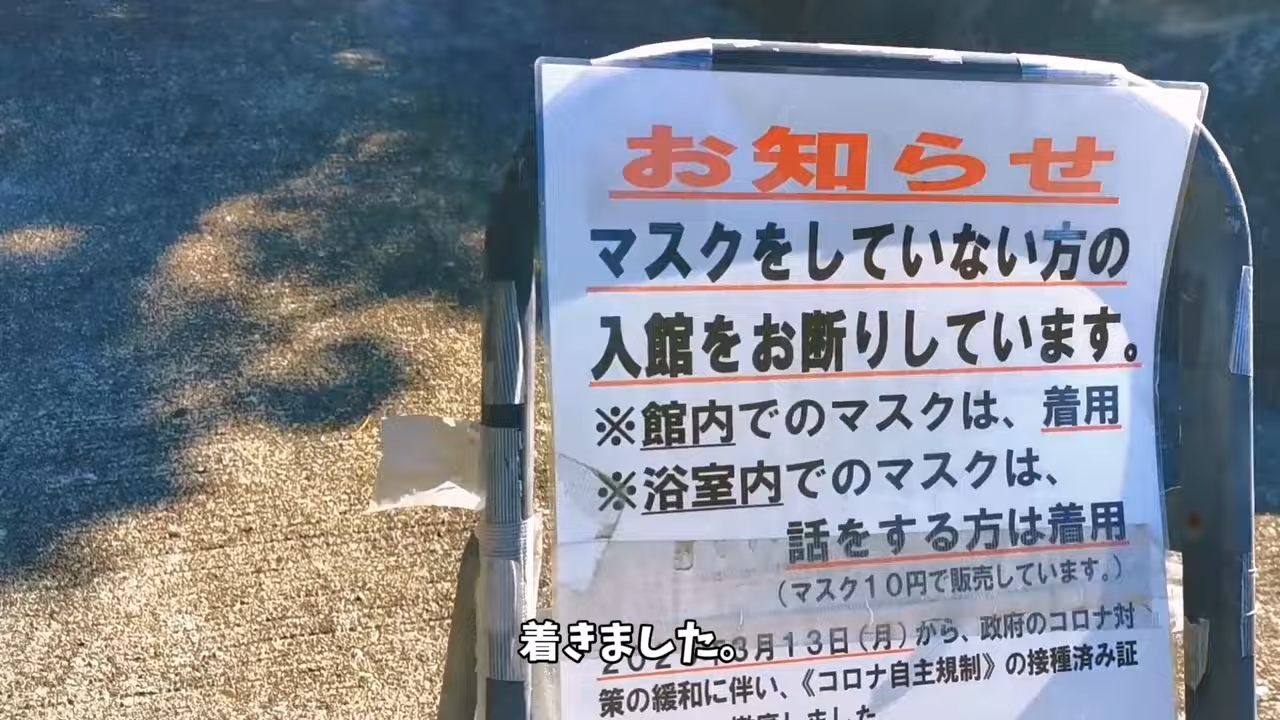 お知らせ
マスクをしていない方の
入館をお断りしています。
※館内でのマスクは、着用
※浴室内でのマスクは、
話をする方は着用
（マスク１０円で販売しています。）
着きました。
３月１３日（月）から、政府のコロナ対
策の緩和に伴い、《コロナ自主規制》の接種済み証
しました